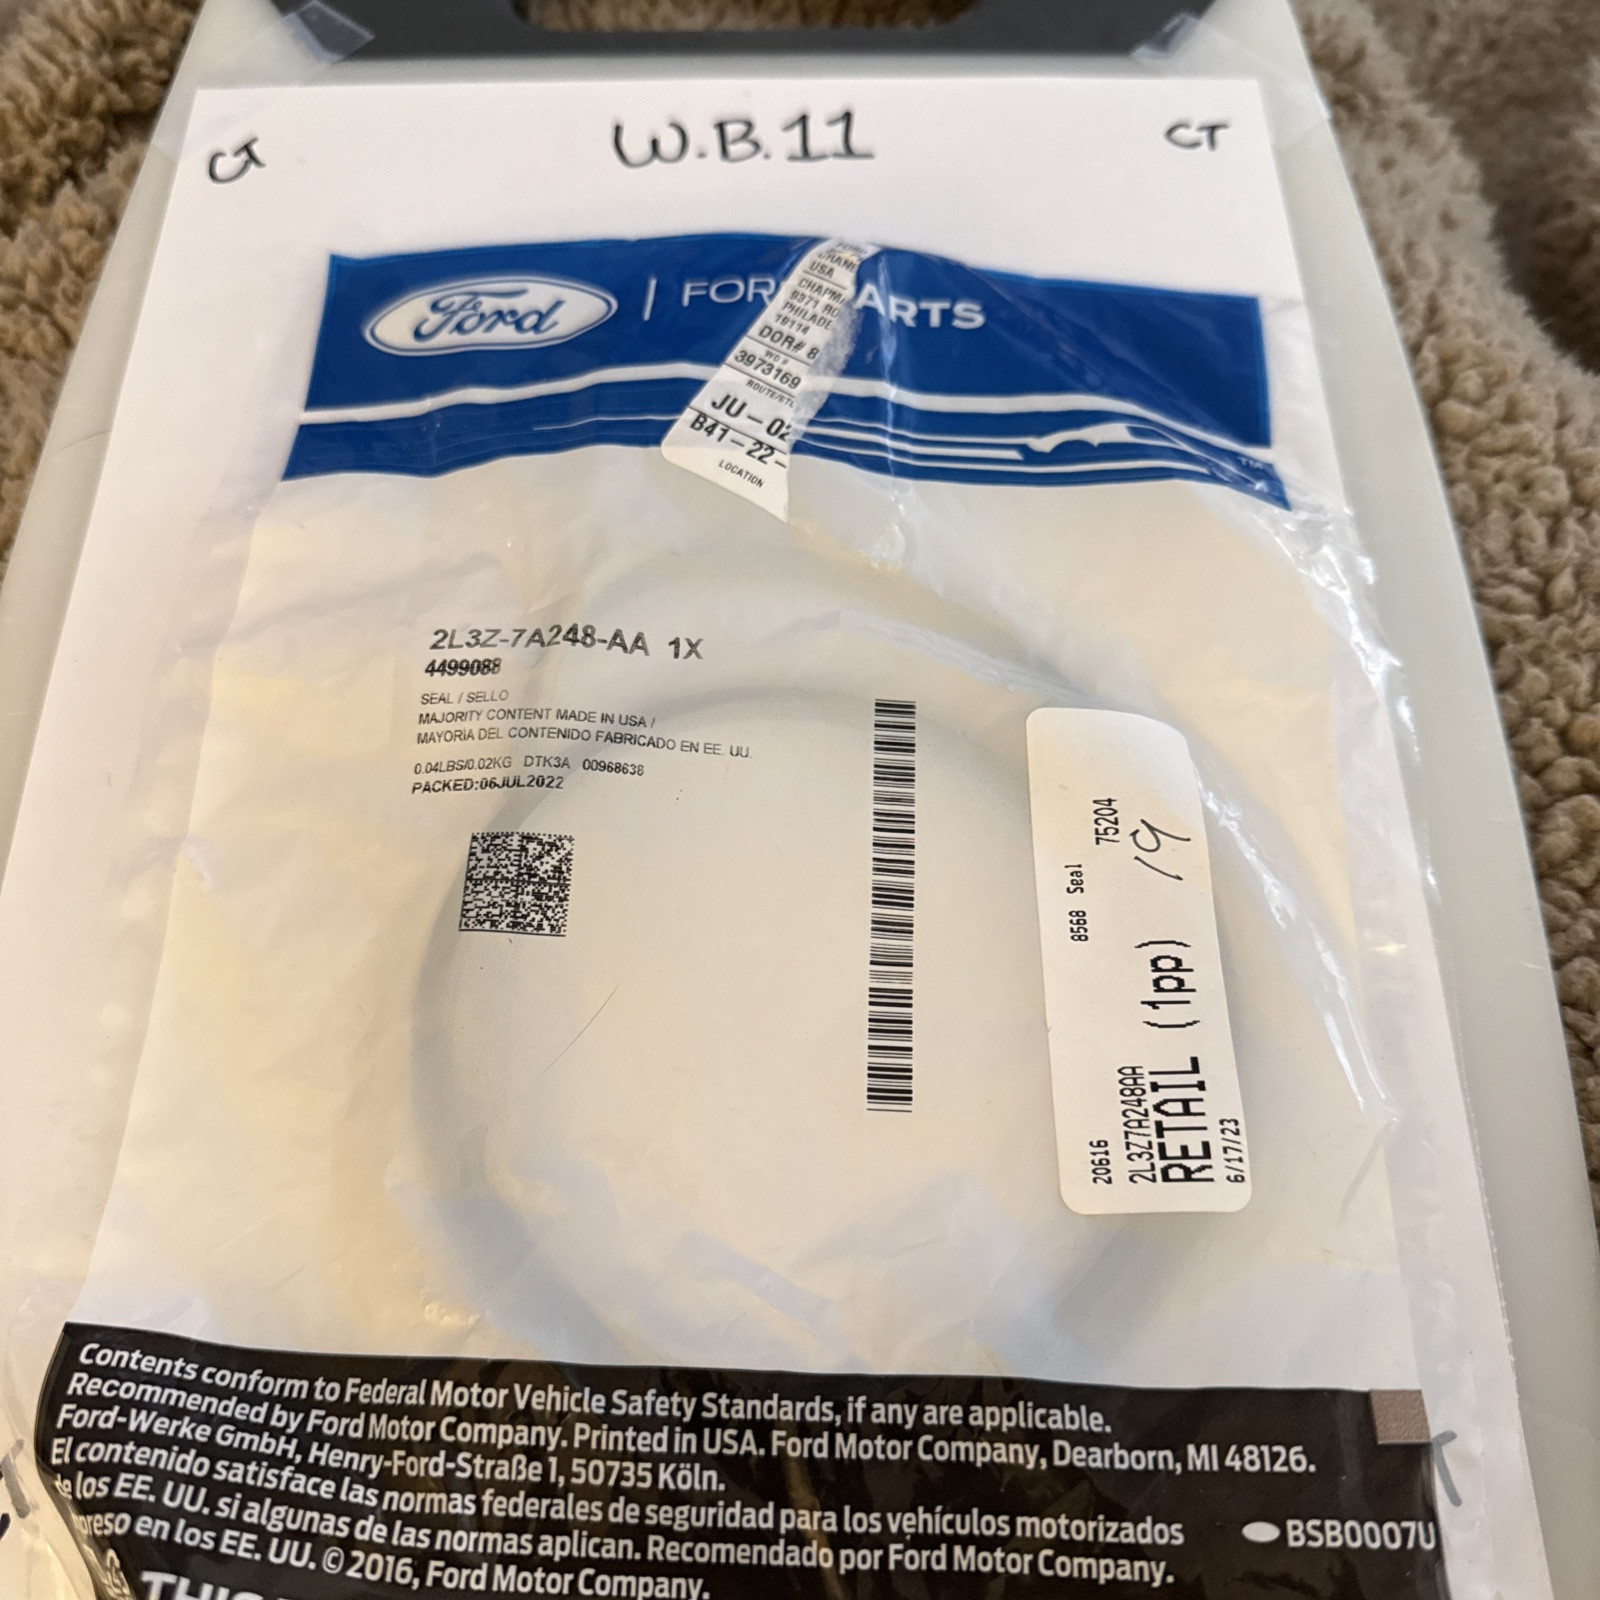 CT
W.B.11
CT
Ford
USA
DOR# 8
3973169
ROUTE/STL
JU-02
B41-22-
LOCATION
2L3Z-7A248-AA 1X
4499088
SEAL / SELLO
MAJORITY CONTENT MADE IN USA /
MAYORIA DEL CONTENIDO FABRICADO EN EE. UU.
0.04LBS/0.02KG DTK3A 00968638
PACKED:06JUL2022
8568 Seal 75204
19
20616
2L3Z7A248AA
RETAIL (1pp)
6/17/23
Contents conform to Federal Motor Vehicle Safety Standards, if any are applicable.
Recommended by Ford Motor Company. Printed in USA. Ford Motor Company, Dearborn, MI 48126.
Ford-Werke GmbH, Henry-Ford-Straße 1, 50735 Köln.
El contenido satisface las normas federales de seguridad para los vehículos motorizados
de los EE. UU. si algunas de las normas aplican. Recomendado por Ford Motor Company.
en los EE. UU. © 2016, Ford Motor Company.
BSB0007U